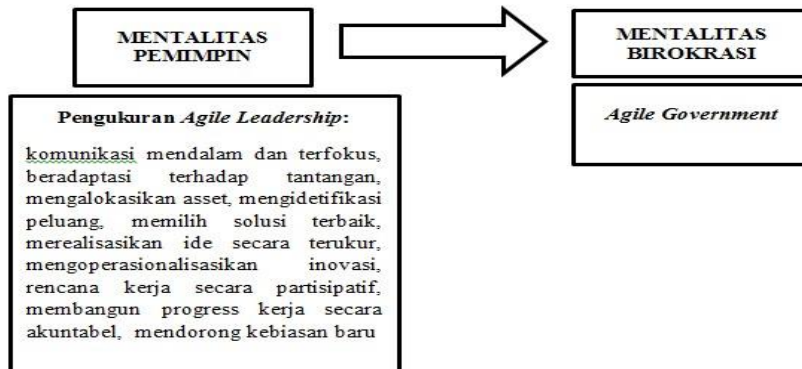 MENTALITAS
PEMIMPIN
MENTALITAS
BIROKRASI
Pengukuran Agile Leadership:
komunikasi mendalam dan terfokus,
beradaptasi terhadap tantangan,
mengalokasikan asset, mengidetifikasi
peluang, memilih solusi terbaik,
merealisasikan ide secara terukur,
mengoperasionalisasikan inovasi,
rencana kerja secara partisipatif,
membangun progress kerja secara
akuntabel, mendorong kebiasan baru
Agile Government